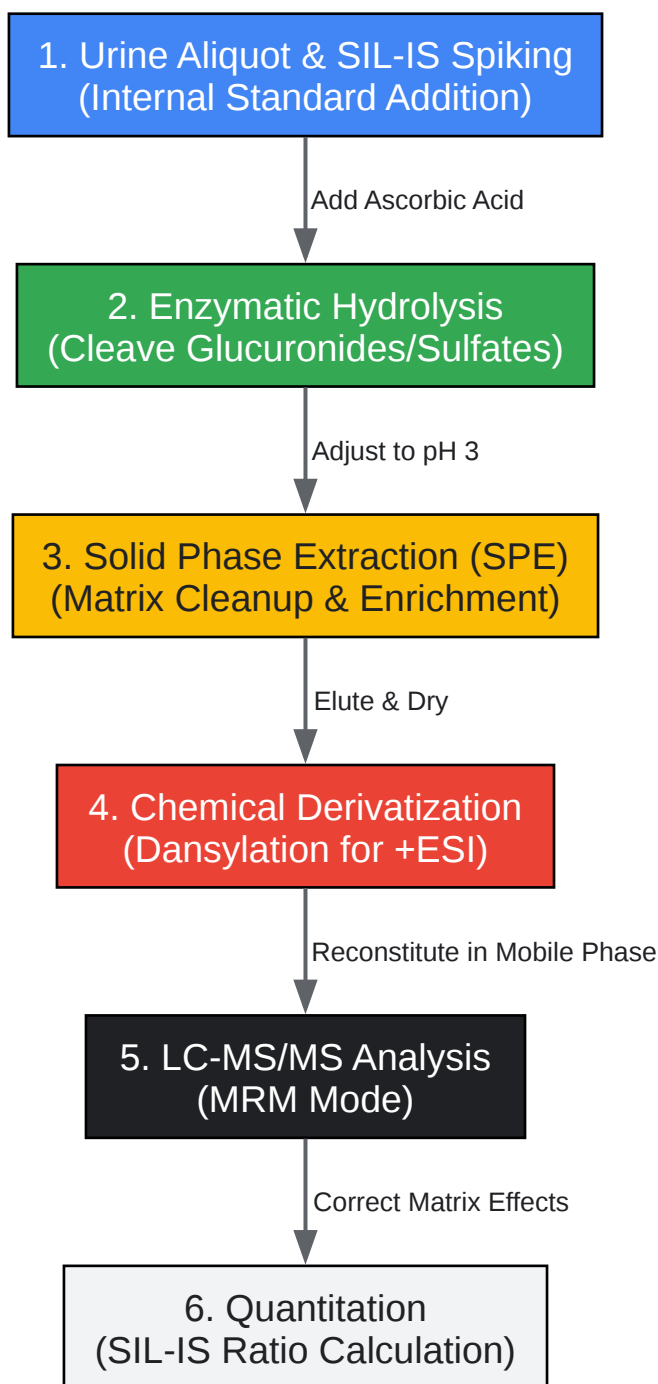 1. Urine Aliquot & SIL-IS Spiking
(Internal Standard Addition)
Add Ascorbic Acid
2. Enzymatic Hydrolysis
(Cleave Glucuronides/Sulfates)
Adjust to pH 3
3. Solid Phase Extraction (SPE)
(Matrix Cleanup & Enrichment)
Elute & Dry
4. Chemical Derivatization
(Dansylation for +ESI)
Reconstitute in Mobile Phase
5. LC-MS/MS Analysis
(MRM Mode)
Correct Matrix Effects
6. Quantitation
(SIL-IS Ratio Calculation)